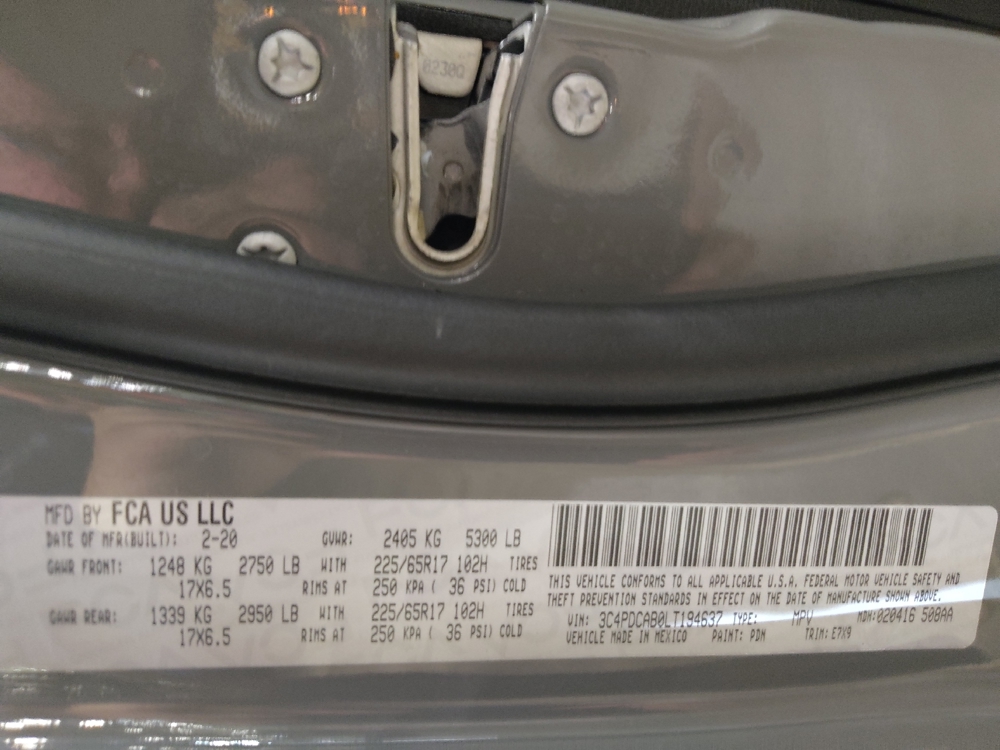 0230Q
MFD BY FCA US LLC
DATE OF MFR(BUILT): 2-20 GVWR: 2405 KG 5300 LB
GAWR FRONT: 1248 KG 2750 LB WITH 225/65R17 102H TIRES
17X6.5 RIMS AT 250 KPA ( 36 PSI) COLD
GAWR REAR: 1339 KG 2950 LB WITH 225/65R17 102H TIRES
17X6.5 RIMS AT 250 KPA ( 36 PSI) COLD
THIS VEHICLE CONFORMS TO ALL APPLICABLE U.S.A. FEDERAL MOTOR VEHICLE SAFETY AND
THEFT PREVENTION STANDARDS IN EFFECT ON THE DATE OF MANUFACTURE SHOWN ABOVE.
VIN: 3C4PDCAB0LT194637 TYPE: MPV MDH:020416 508AA
VEHICLE MADE IN MEXICO PAINT: PDN TRIM: E7X9